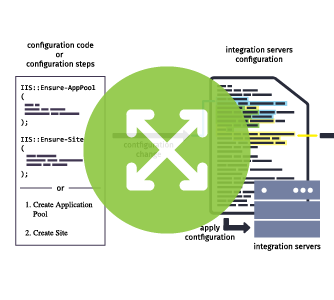 configuration code
or
configuration steps
IIS::Ensure-AppPool
{
};
IIS::Ensure-Site
{
};
or
1. Create Application
Pool
2. Create Site
configuration
change
integration servers
configuration
apply
configuration
integration servers